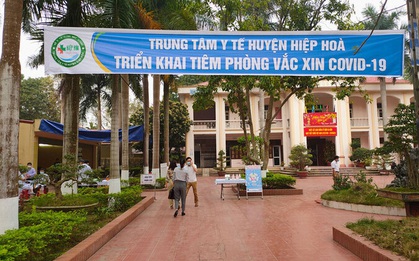 TRUNG TÂM Y TẾ HUYỆN HIỆP HOÀ
TRIỂN KHAI TIÊM PHÒNG VẮC XIN COVID-19